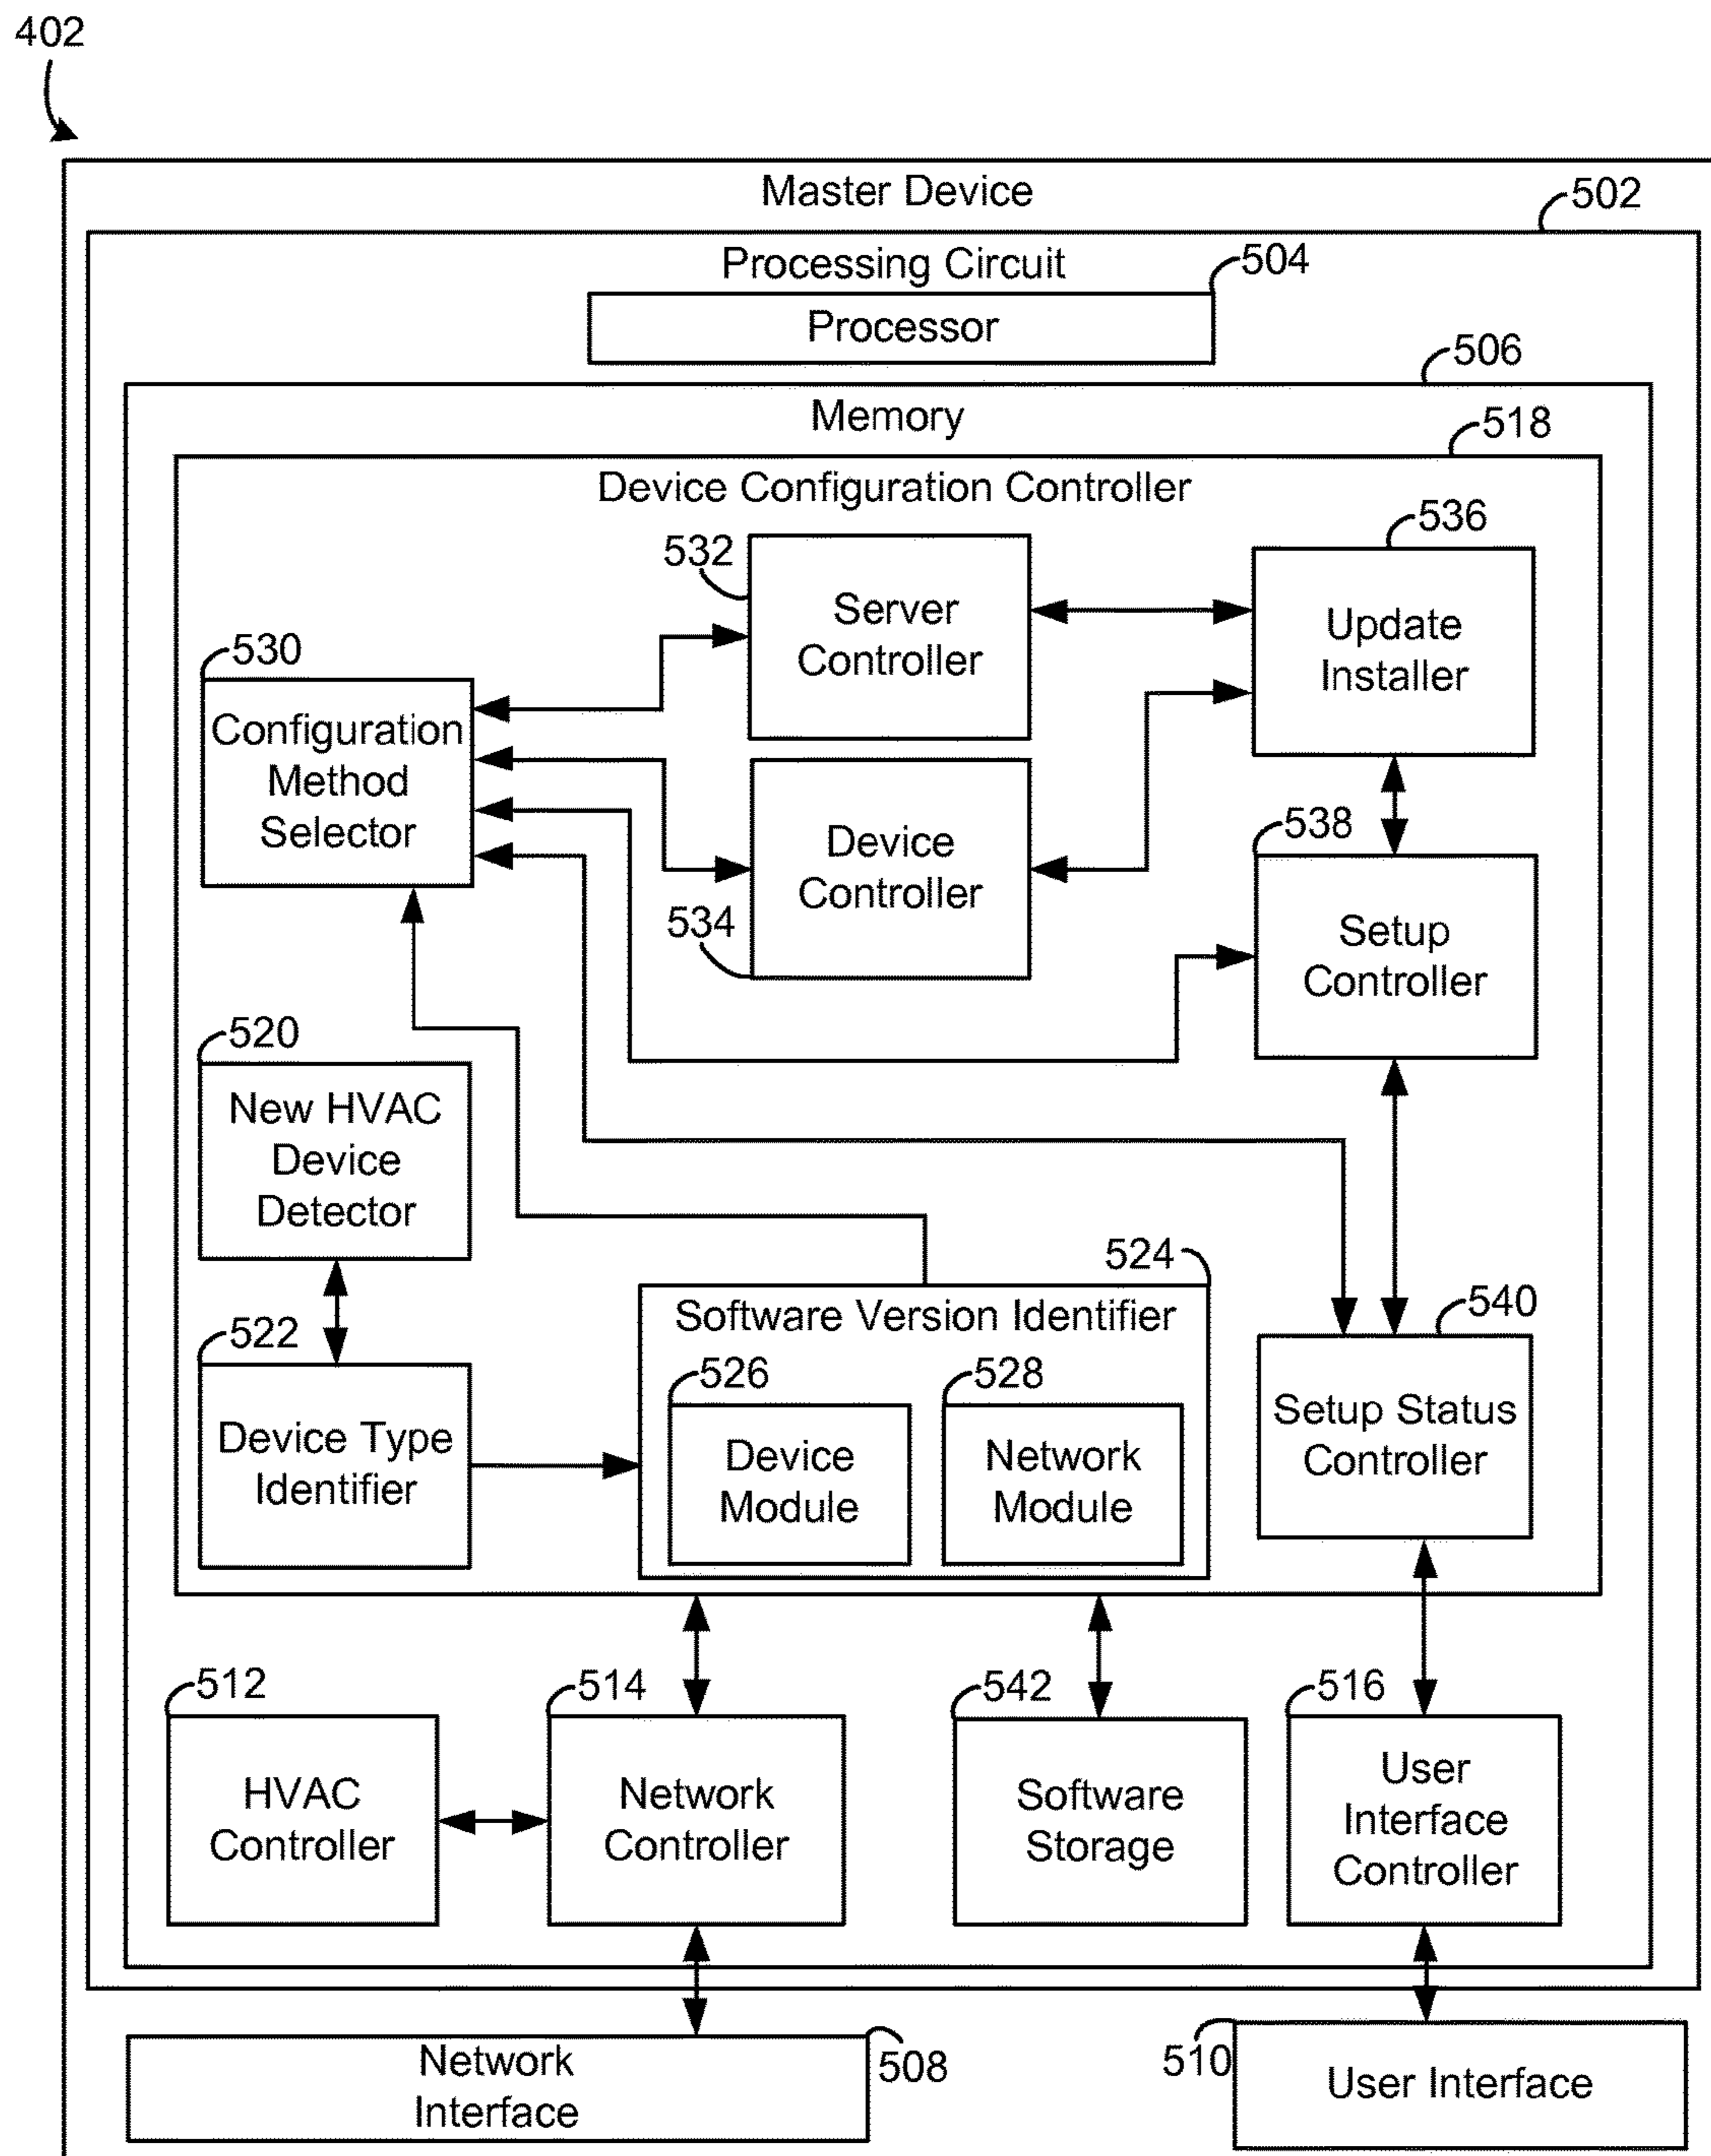 402
Master Device
502
Processing Circuit
504
Processor
506
Memory
518
Device Configuration Controller
536
532
Server
Controller
Update
Installer
530
Configuration
Method
Selector
538
Device
Controller
534
Setup
Controller
520
New HVAC
Device
Detector
524
Software Version Identifier
540
522
526
528
Device Type
Identifier
Device
Module
Network
Module
Setup Status
Controller
512
514
542
516
HVAC
Controller
Network
Controller
Software
Storage
User
Interface
Controller
Network
Interface
508
510
User Interface